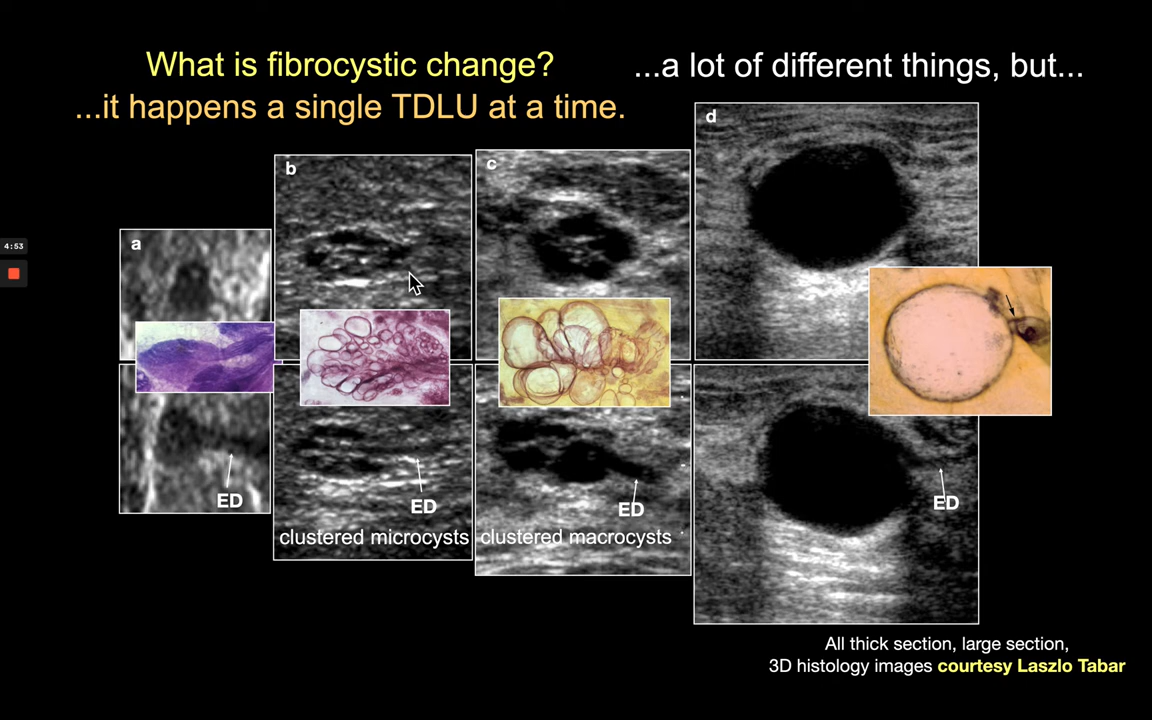 What is fibrocystic change?
...a lot of different things, but...
...it happens a single TDLU at a time.
d
b
c
a
4:53
ED
ED
ED
ED
clustered microcysts
clustered macrocysts
All thick section, large section,
3D histology images courtesy Laszlo Tabar